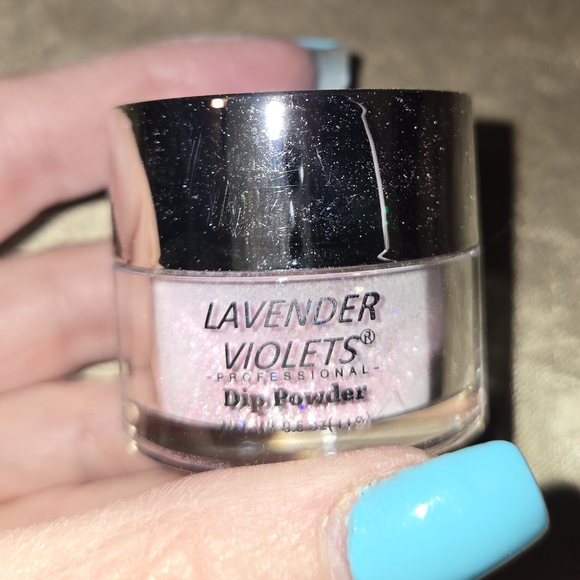 LAVENDER
VIOLETS®
-PROFESSIONAL-
Dip Powder